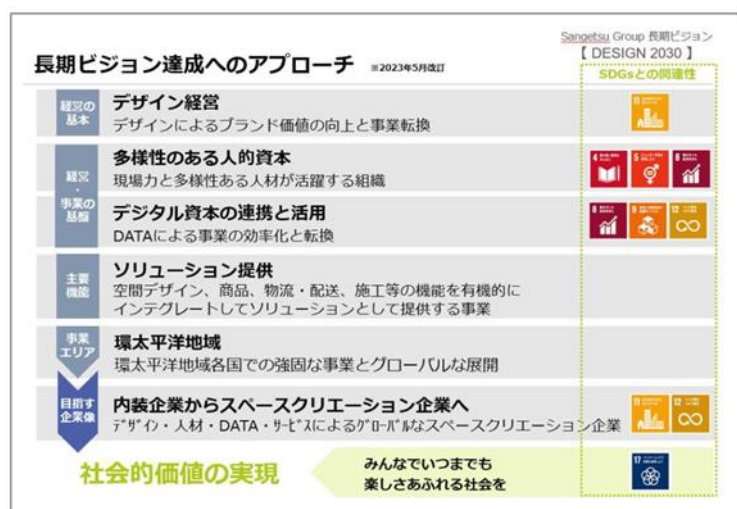 Sangetsu Group 長期ビジョン
【 DESIGN 2030 】
長期ビジョン達成へのアプローチ ※2023年5月改訂
SDGsとの関連性
経営の
基本
デザイン経営
デザインによるブランド価値の向上と事業転換
11
経営
・
事業の
基盤
多様性のある人的資本
現場力と多様性ある人材が活躍する組織
4 5 8
デジタル資本の連携と活用
DATAによる事業の効率化と転換
8 9 12
主要
機能
ソリューション提供
空間デザイン、商品、物流・配送、施工等の機能を有機的に
インテグレートしてソリューションとして提供する事業
事業
エリア
環太平洋地域
環太平洋地域各国での強固な事業とグローバルな展開
目指す
企業像
内装企業からスペースクリエーション企業へ
デザイン・人材・DATA・サービスによるグローバルなスペースクリエーション企業
11 12
社会的価値の実現
みんなでいつまでも
楽しさあふれる社会を
17